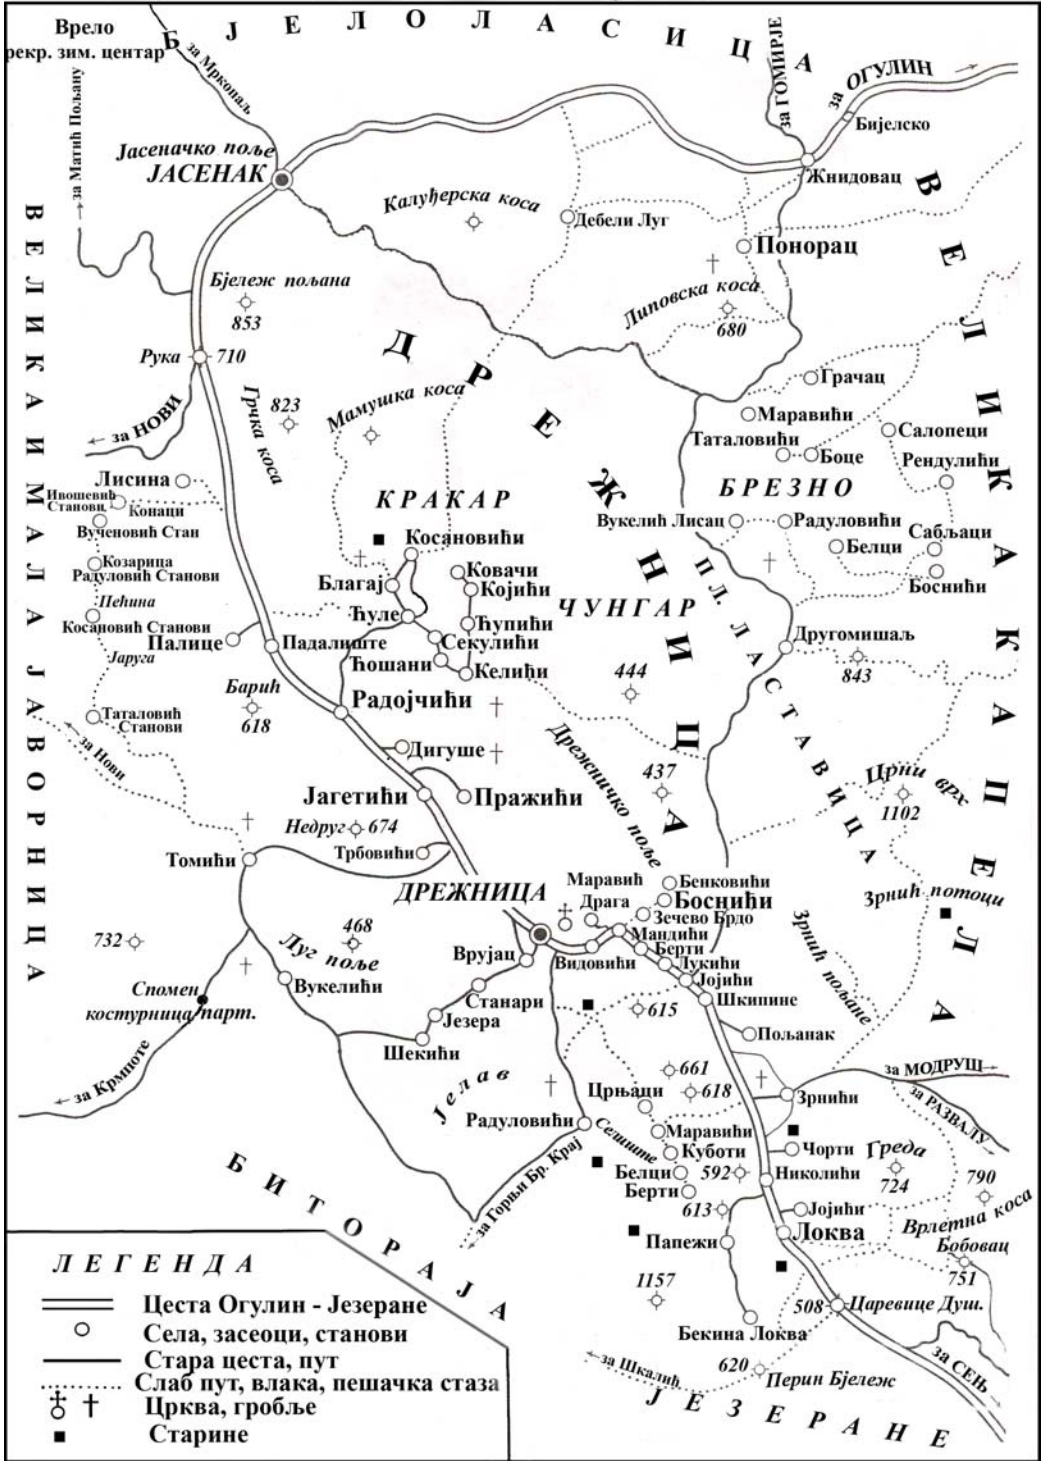 Врело
рекр. зим. центар
БЈЕЛОЛАСИЦА
за Мркопаљ
за ГОМИРЈЕ
за ОГУЛИН
Бијелско
за Матић Пољану
Јасеначко поље
ЈАСЕНАК
Жнидовац
Калуђерска коса
Дебели Луг
Понорац
ВЕЛИКА КАПЕЛА
ВЕЛИКА И МАЛА ЈАВОРНИЦА
Бјележ пољана
853
Липовска коса
680
ДРЕЖНИЦА
Рука
710
за НОВИ
Грчка коса
823
Мамушка коса
Грачац
Маравићи
Таталовићи
Боце
Салопеци
Рендулићи
БРЕЗНО
Лисина
Ивошевић
Станови
Конаци
Вученовић Стан
КРАКАР
Косановићи
Вукелић Лисац
Радуловићи
Белци
Сабљаци
Боснићи
Козарица
Радуловић Станови
Благај
Ковачи
Којићи
ЧУНГАР
ПЛ. ЛАСТАВИЦА
Пећина
Косановић Станови
Ћуле
Ћупићи
Секулићи
Палице
Падалиште
Јаруга
Ћошани
Келићи
Другомишаљ
843
444
Барић
618
Радојчићи
Таталовић
Станови
за Нови
Дигуше
Дрежничко поље
437
Црни врх
1102
Јагетићи
Пражићи
Недруг
674
Трбовићи
Томићи
ДРЕЖНИЦА
Маравић
Драга
Бенковићи
Боснићи
Зечево Брдо
Зрнић потоци
Зрнић пољане
732
468
Луг поље
Врујац
Видовићи
Мандићи
Берти
Лукићи
Јојићи
Шкипине
Вукелићи
Спомен
костурница парт.
Станари
Језера
Шекићи
615
Пољанак
за Крмпоте
Јелав
661
618
за МОДРУШ
за РАЗВАЛУ
Црњаци
Зрнићи
Радуловићи
Селиште
Маравићи
Куботи
Чорти
Греда
724
Белци
592
Николићи
790
Берти
за Горњи Бр. Крај
613
Јојићи
Врлетна коса
Папежи
Локва
Бобовац
751
БИТОРАЈА
1157
508
Царевице Душ.
Бекина Локва
за Шкалић
620
Перин Бјележ
за СЕЊ
ЈЕЗЕРАНЕ
ЛЕГЕНДА
Цеста Огулин - Језеране
Села, засеоци, станови
Стара цеста, пут
Слаб пут, влака, пешачка стаза
Црква, гробље
Старине